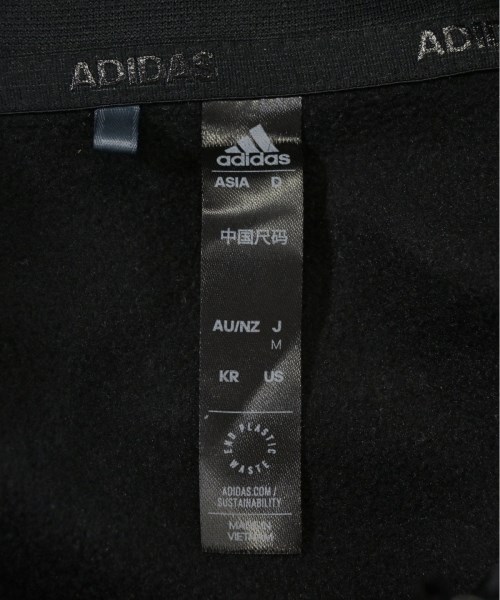 ADIDAS
ADIDAS
adidas
ASIA D
中国尺码
AU/NZ J
M
KR US
END PLASTIC WASTE
ADIDAS.COM/
SUSTAINABILITY
MADE IN
VIETNAM